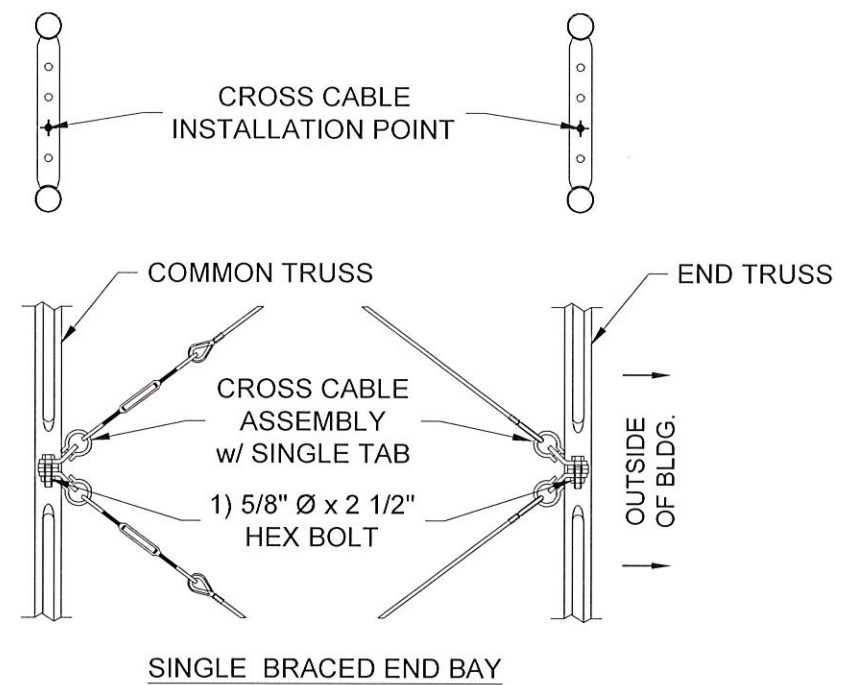 CROSS CABLE
INSTALLATION POINT
COMMON TRUSS
END TRUSS
CROSS CABLE
ASSEMBLY
w/ SINGLE TAB
1) 5/8" Ø x 2 1/2"
HEX BOLT
OUTSIDE
OF BLDG.
SINGLE BRACED END BAY